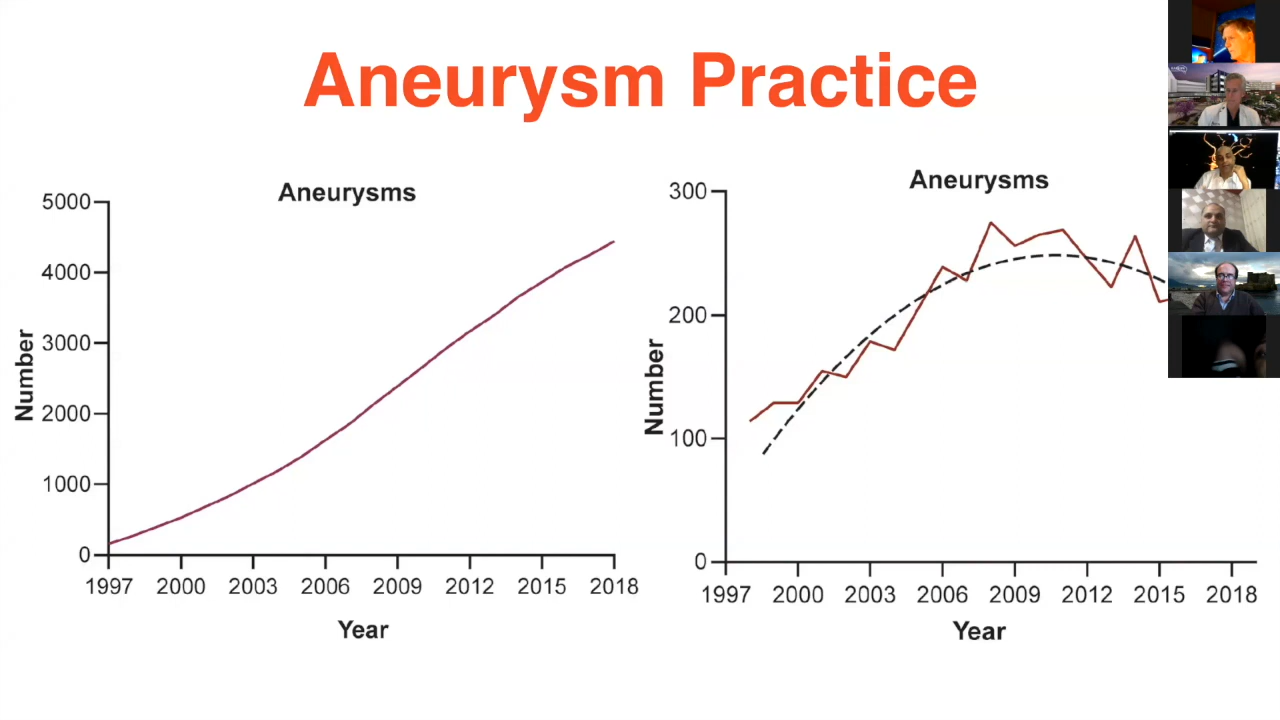 Aneurysm Practice
Aneurysms
5000
4000
3000
2000
1000
0
Number
1997 2000 2003 2006 2009 2012 2015 2018
Year
Aneurysms
300
200
100
0
Number
1997 2000 2003 2006 2009 2012 2015 2018
Year